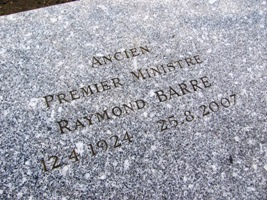 ANCIEN
PREMIER MINISTRE
RAYMOND BARRE
12.4.1924 25.8.2007